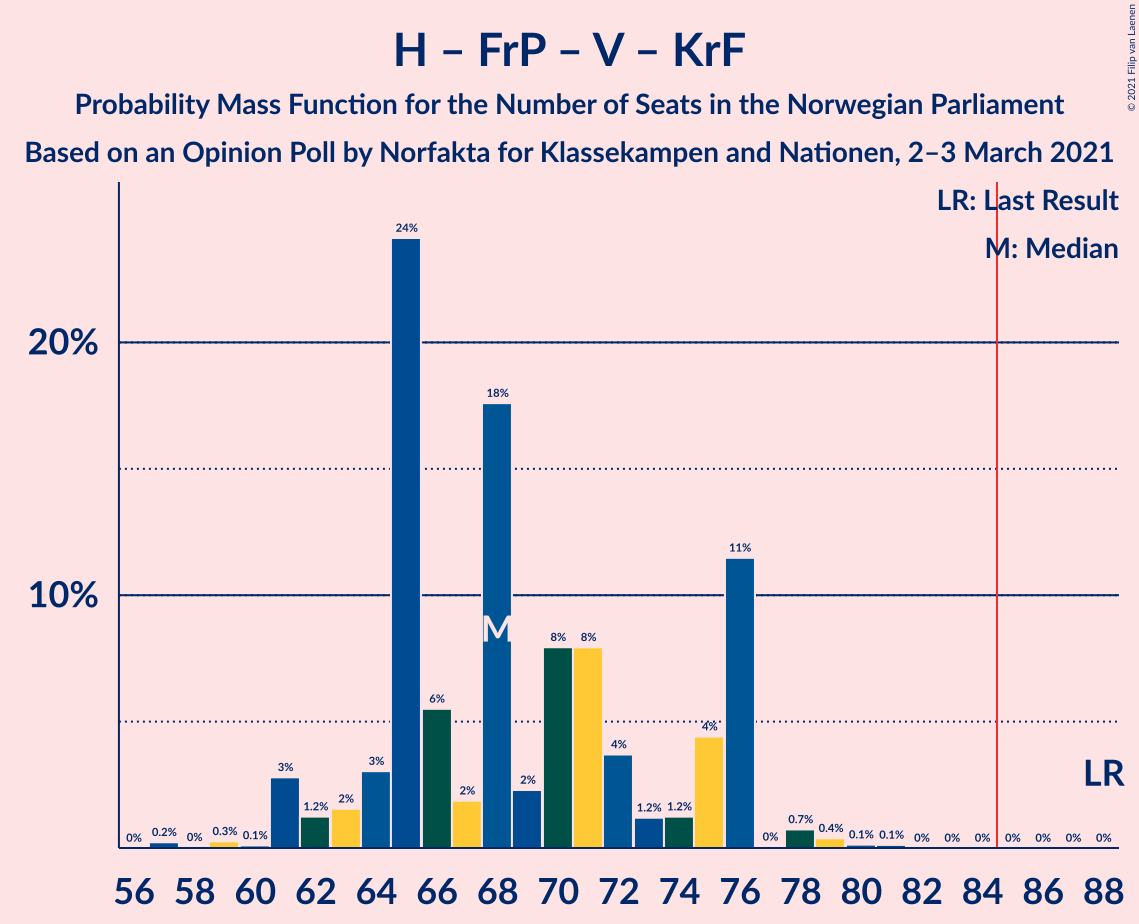 H – FrP – V – KrF
Probability Mass Function for the Number of Seats in the Norwegian Parliament
Based on an Opinion Poll by Norfakta for Klassekampen and Nationen, 2–3 March 2021
© 2021 Filip van Laenen
LR: Last Result
M: Median
20%
10%
0% 0.2% 0% 0.3% 0.1% 3% 1.2% 2% 3% 24% 6% 2% 18% 2% 8% 8% 4% 1.2% 1.2% 4% 11% 0% 0.7% 0.4% 0.1% 0.1% 0% 0% 0% 0% 0% 0% 0%
M
LR
56 58 60 62 64 66 68 70 72 74 76 78 80 82 84 86 88